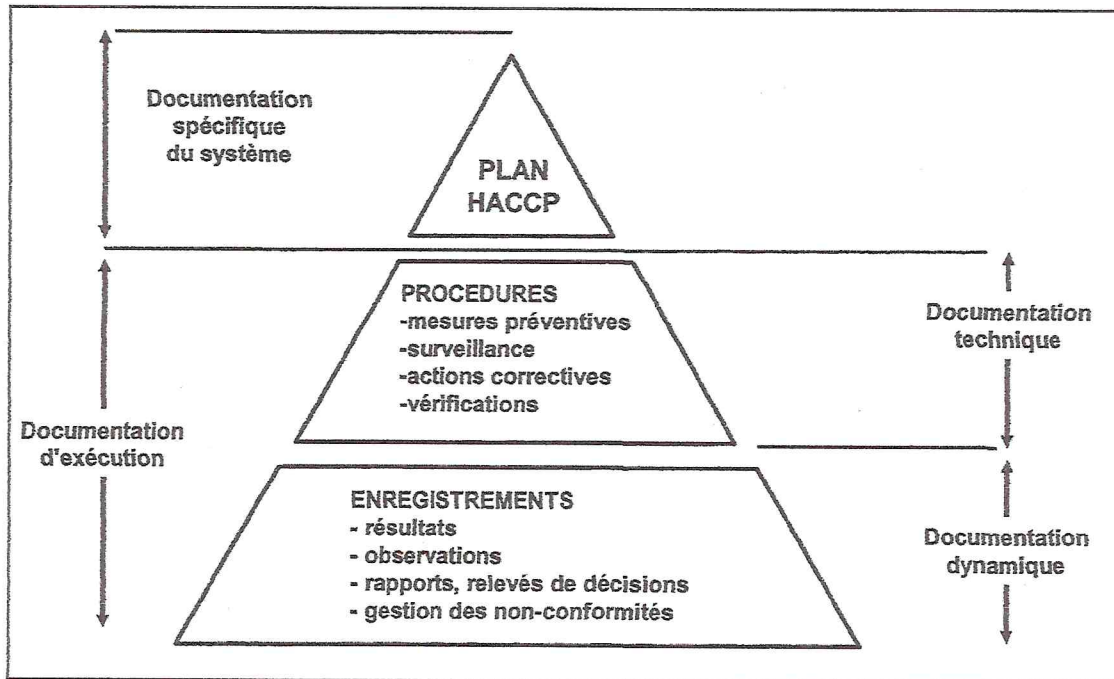 Documentation
spécifique
du système
PLAN
HACCP
PROCEDURES
-mesures préventives
-surveillance
-actions correctives
-vérifications
Documentation
technique
Documentation
d'exécution
ENREGISTREMENTS
- résultats
- observations
- rapports, relevés de décisions
- gestion des non-conformités
Documentation
dynamique